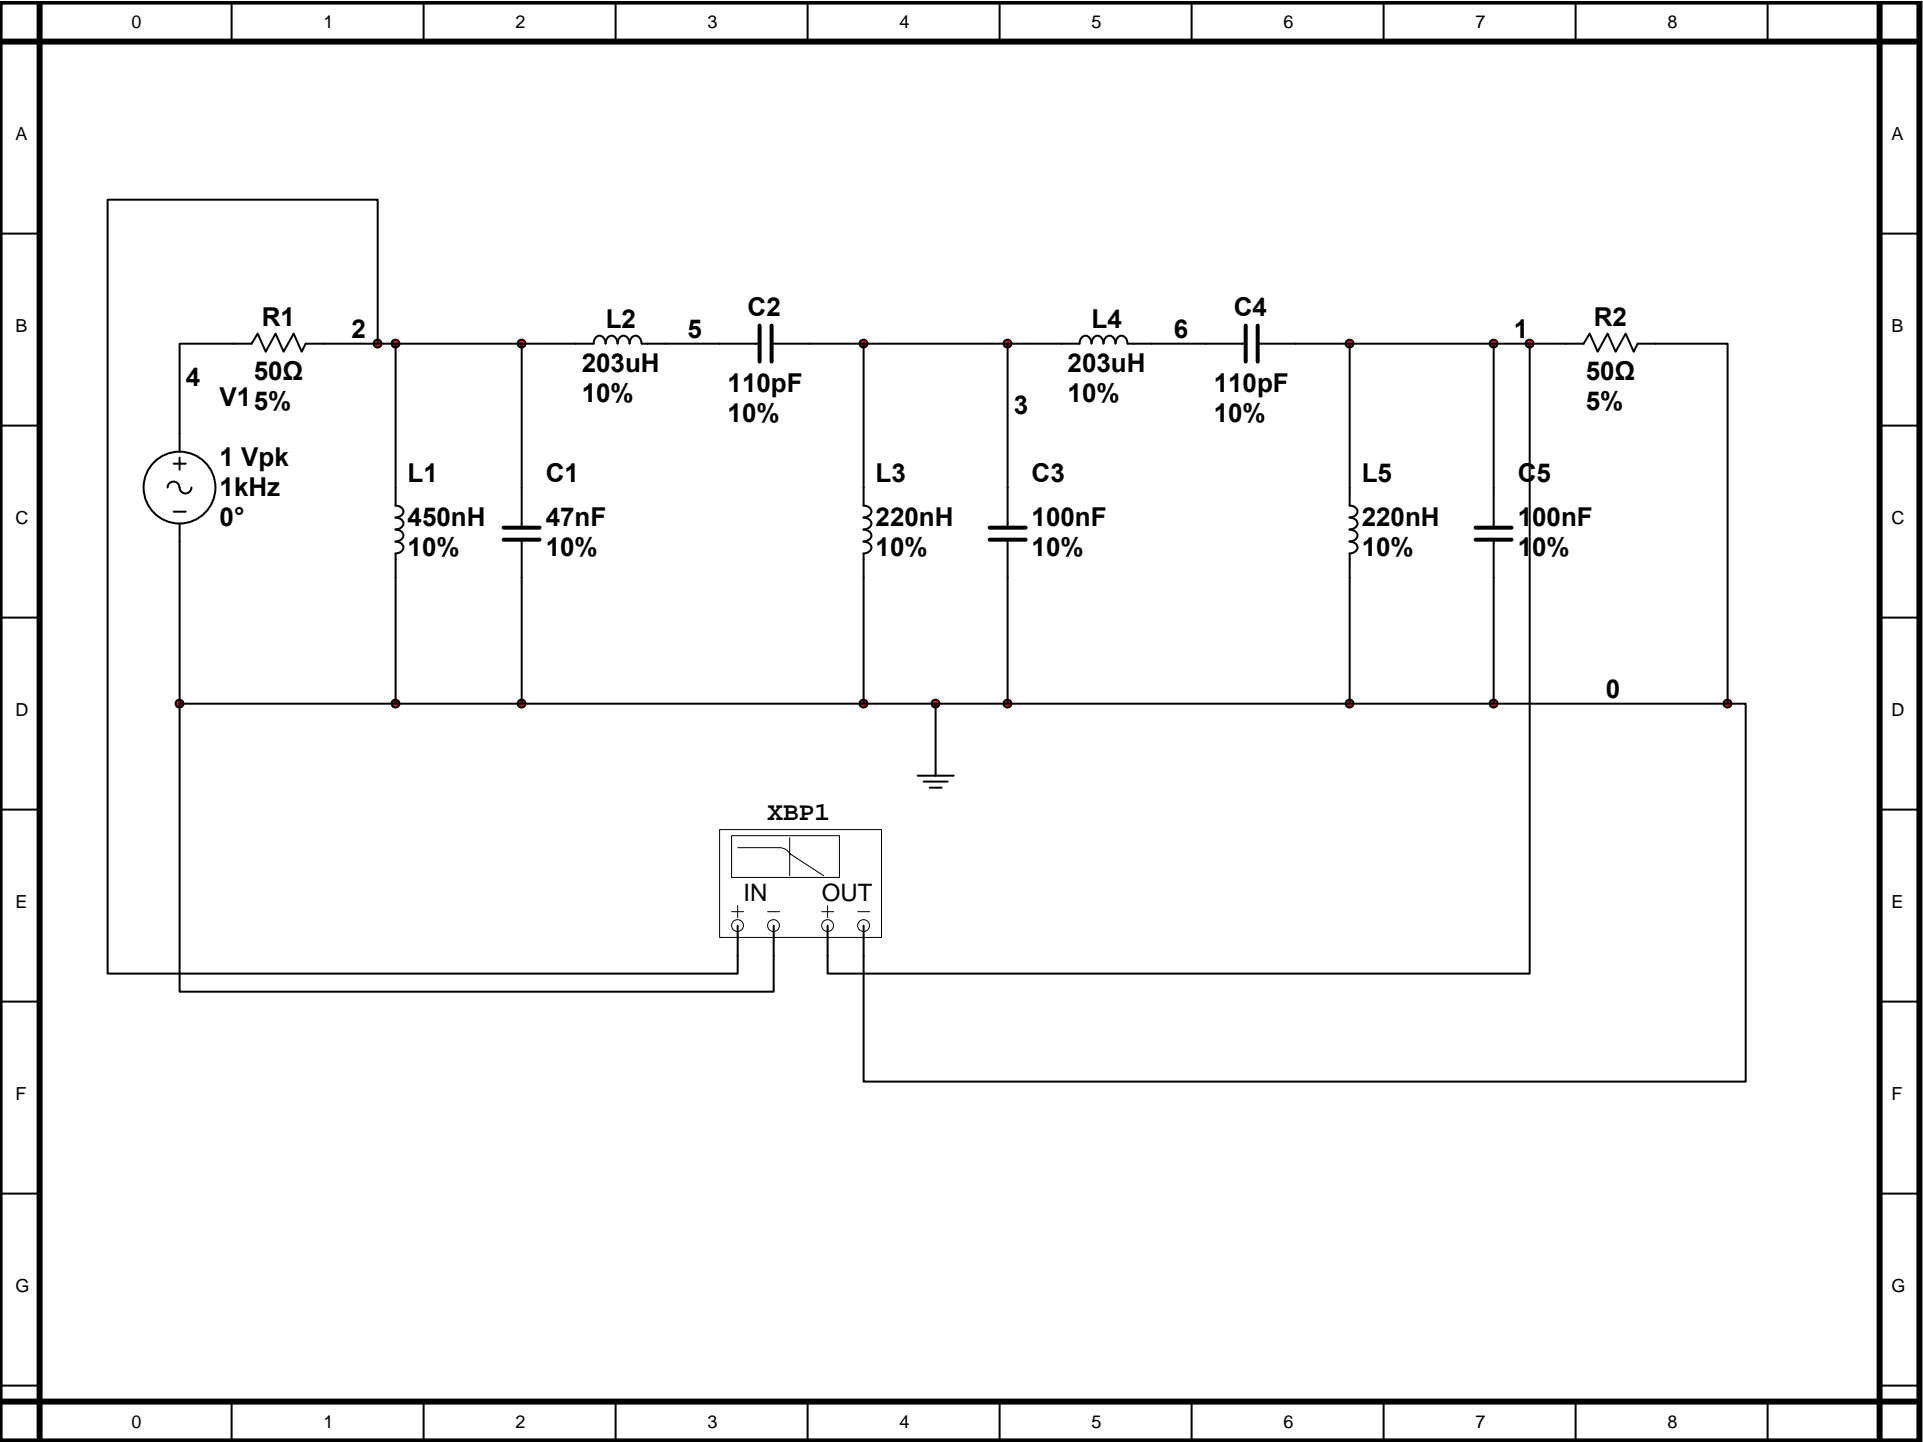 0 1 2 3 4 5 6 7 8
A A
B B
C C
D D
E E
F F
G G
R1
50Ω
5%
2
4
V1
1 Vpk
1kHz
0°
L1
450nH
10%
C1
47nF
10%
L2
203uH
10%
5
C2
110pF
10%
L3
220nH
10%
3
C3
100nF
10%
L4
203uH
10%
6
C4
110pF
10%
L5
220nH
10%
1
C5
100nF
10%
R2
50Ω
5%
0
XBP1
IN OUT
+ − + −
0 1 2 3 4 5 6 7 8